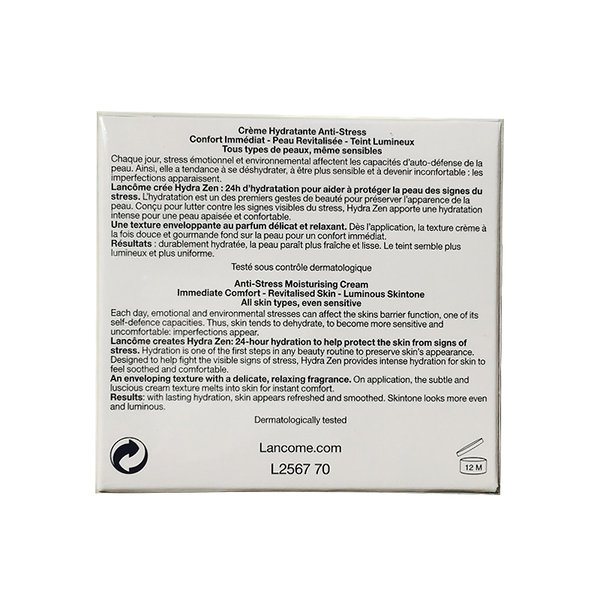 Crème Hydratante Anti-Stress
Confort Immédiat - Peau Revitalisée - Teint Lumineux
Tous types de peaux, même sensibles
Chaque jour, stress émotionnel et environnemental affectent les capacités d'auto-défense de la
peau. Ainsi, elle a tendance à se déshydrater, à être plus sensible et à devenir inconfortable : les
imperfections apparaissent.
Lancôme crée Hydra Zen : 24h d'hydratation pour aider à protéger la peau des signes du
stress. L'hydratation est un des premiers gestes de beauté pour préserver l'apparence de la
peau. Conçu pour lutter contre les signes visibles du stress, Hydra Zen apporte une hydratation
intense pour une peau apaisée et confortable.
Une texture enveloppante au parfum délicat et relaxant. Dès l'application, la texture crème à
la fois douce et gourmande fond sur la peau pour un confort immédiat.
Résultats : durablement hydratée, la peau paraît plus fraîche et lisse. Le teint semble plus
lumineux et plus uniforme.
Testé sous contrôle dermatologique
Anti-Stress Moisturising Cream
Immediate Comfort - Revitalised Skin - Luminous Skintone
All skin types, even sensitive
Each day, emotional and environmental stresses can affect the skins barrier function, one of its
self-defence capacities. Thus, skin tends to dehydrate, to become more sensitive and
uncomfortable: imperfections appear.
Lancôme creates Hydra Zen: 24-hour hydration to help protect the skin from signs of
stress. Hydration is one of the first steps in any beauty routine to preserve skin's appearance.
Designed to help fight the visible signs of stress, Hydra Zen provides intense hydration for skin to
feel soothed and comfortable.
An enveloping texture with a delicate, relaxing fragrance. On application, the subtle and
luscious cream texture melts into skin for instant comfort.
Results: with lasting hydration, skin appears refreshed and smoothed. Skintone looks more even
and luminous.
Dermatologically tested
Lancome.com
L2567 70
12 M